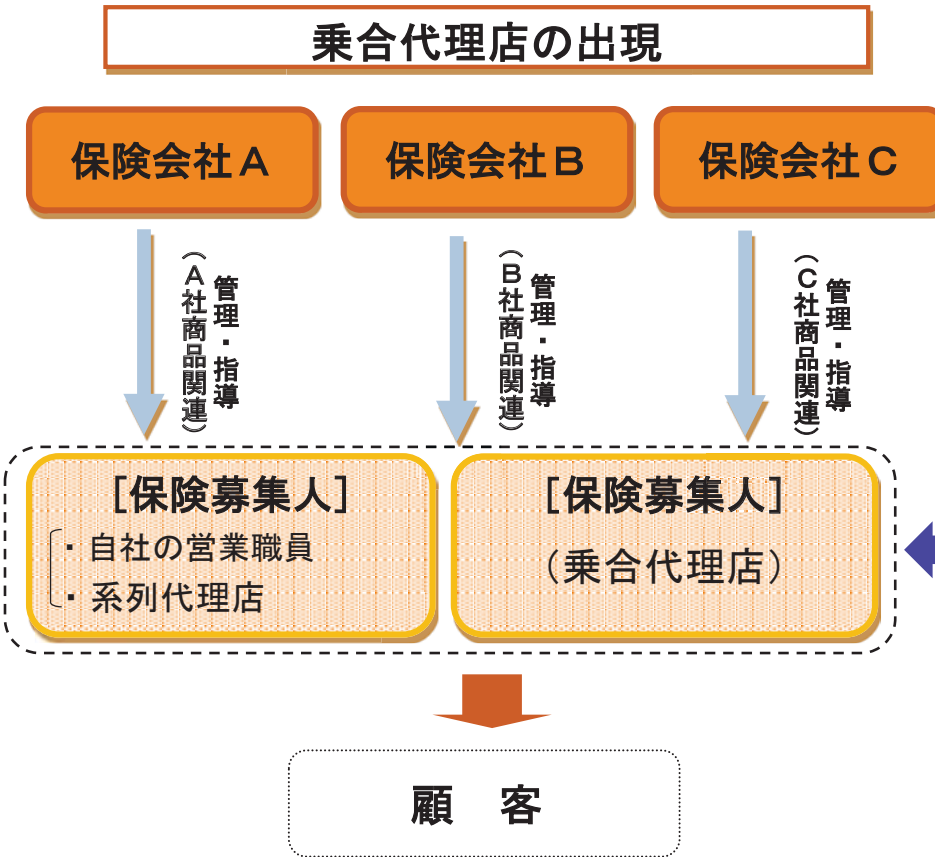 乗合代理店の出現
保険会社A
保険会社B
保険会社C
管理・指導
（A社商品関連）
管理・指導
（B社商品関連）
管理・指導
（C社商品関連）
［保険募集人］
・自社の営業職員
・系列代理店
［保険募集人］
（乗合代理店）
顧　客